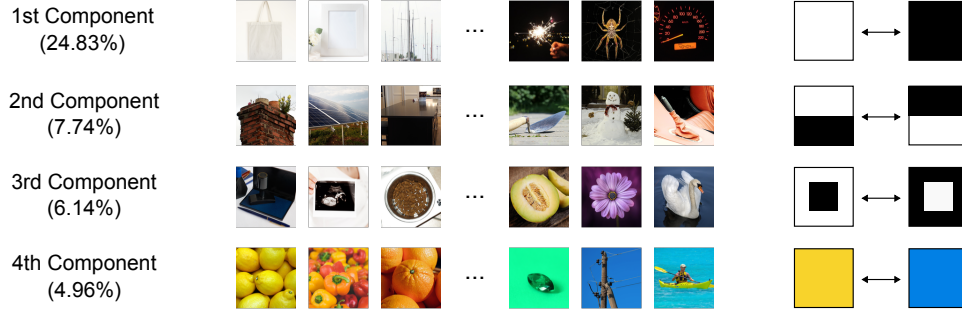 1st Component
(24.83%)
...
2nd Component
(7.74%)
...
3rd Component
(6.14%)
...
4th Component
(4.96%)
...